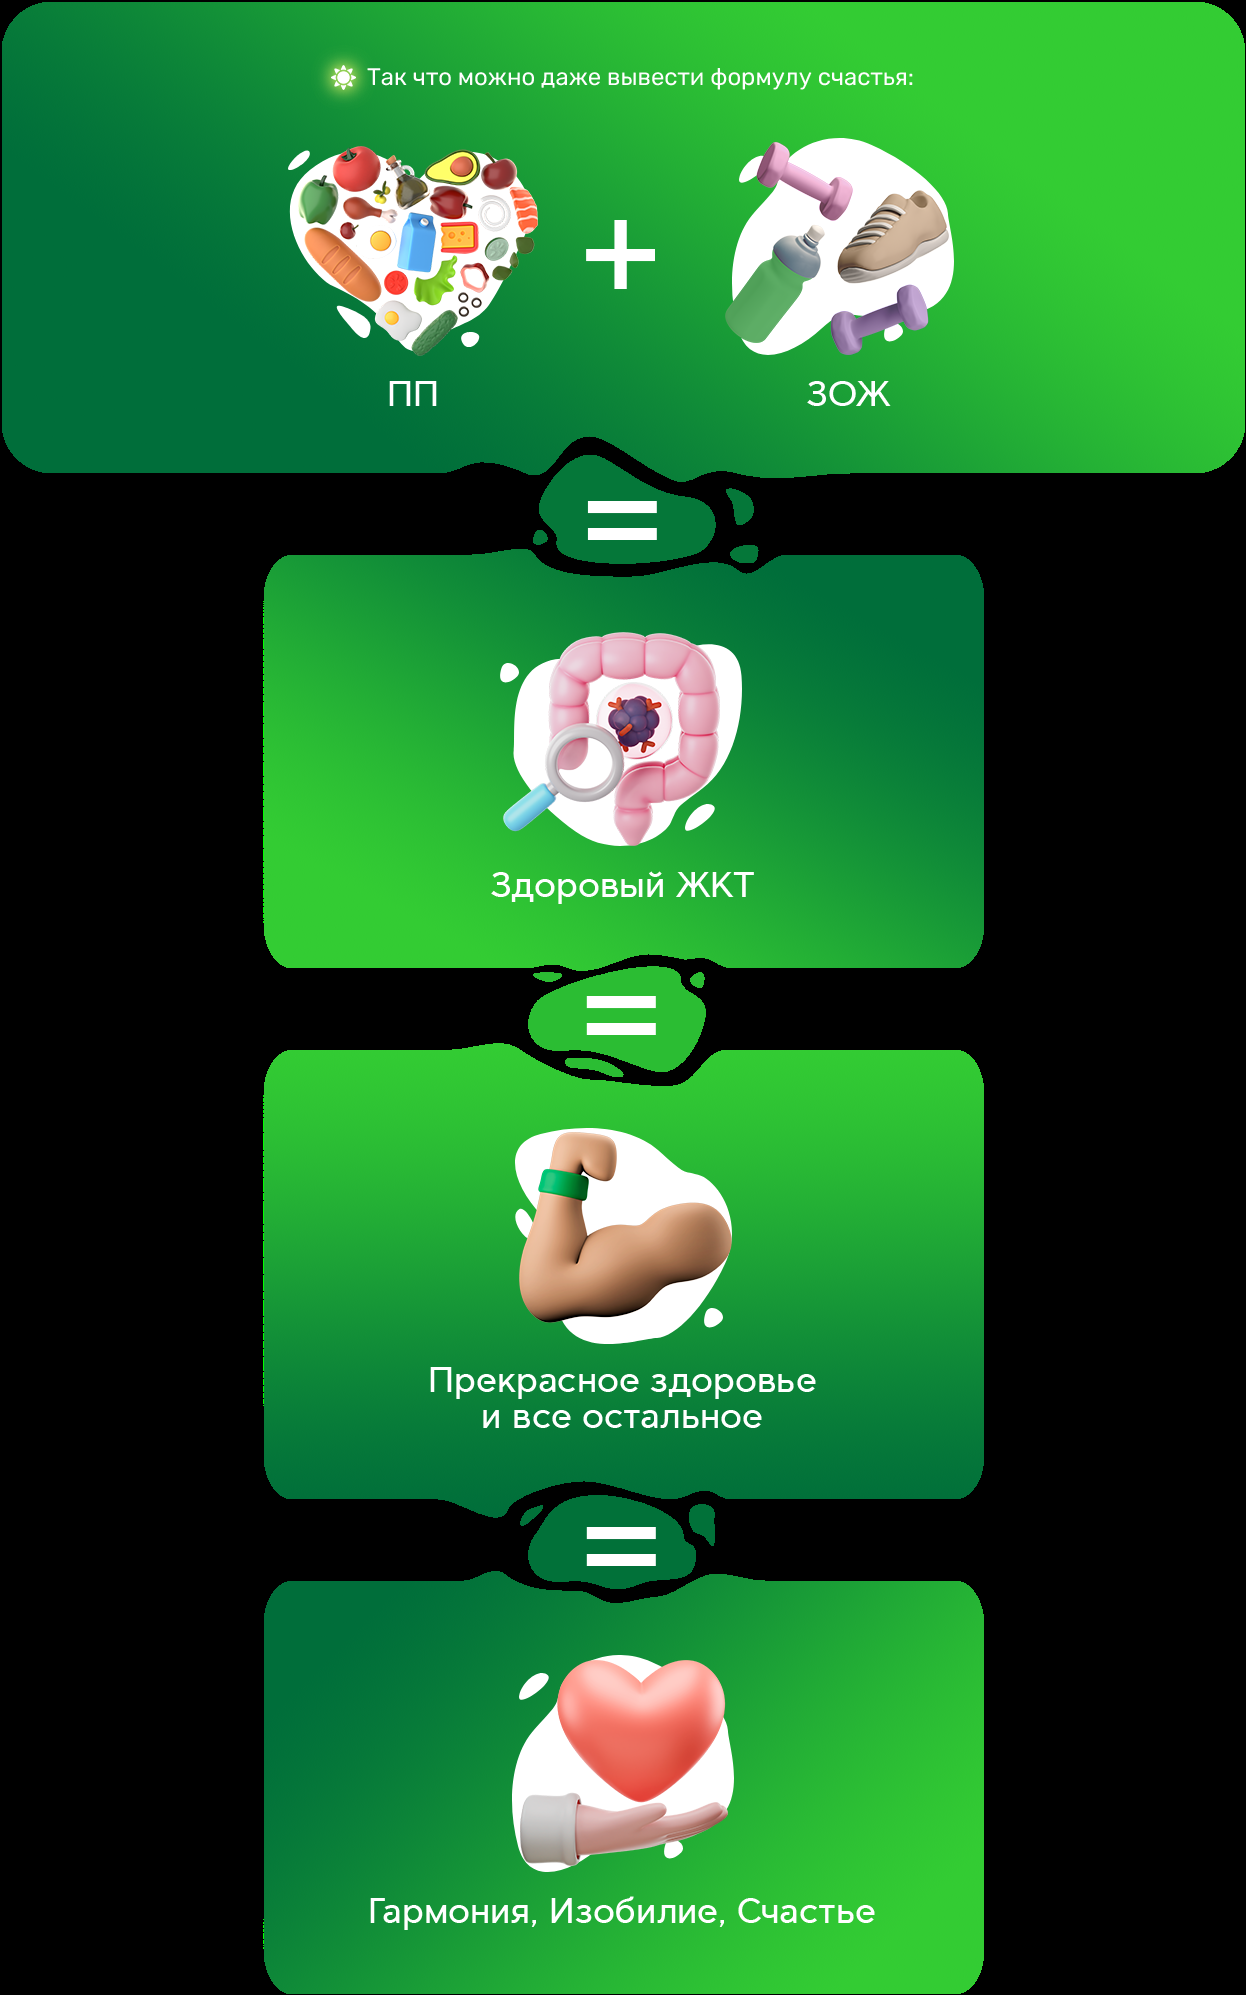 Так что можно даже вывести формулу счастья:
+
ПП
ЗОЖ
=
Здоровый ЖКТ
=
Прекрасное здоровье
и все остальное
=
Гармония, Изобилие, Счастье